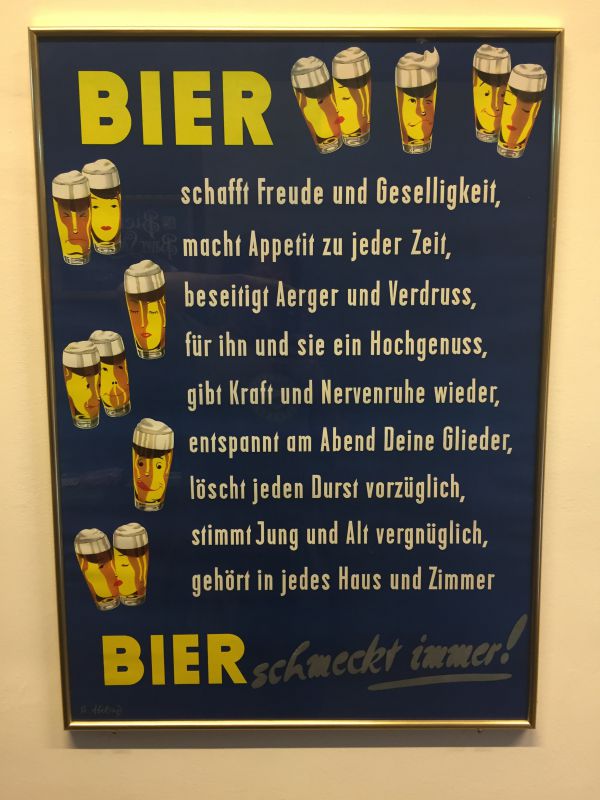 BIER
schafft Freude und Geselligkeit,
macht Appetit zu jeder Zeit,
beseitigt Aerger und Verdruss,
für ihn und sie ein Hochgenuss,
gibt Kraft und Nervenruhe wieder,
entspannt am Abend Deine Glieder,
löscht jeden Durst vorzüglich,
stimmt Jung und Alt vergnüglich,
gehört in jedes Haus und Zimmer
BIER schmeckt immer!